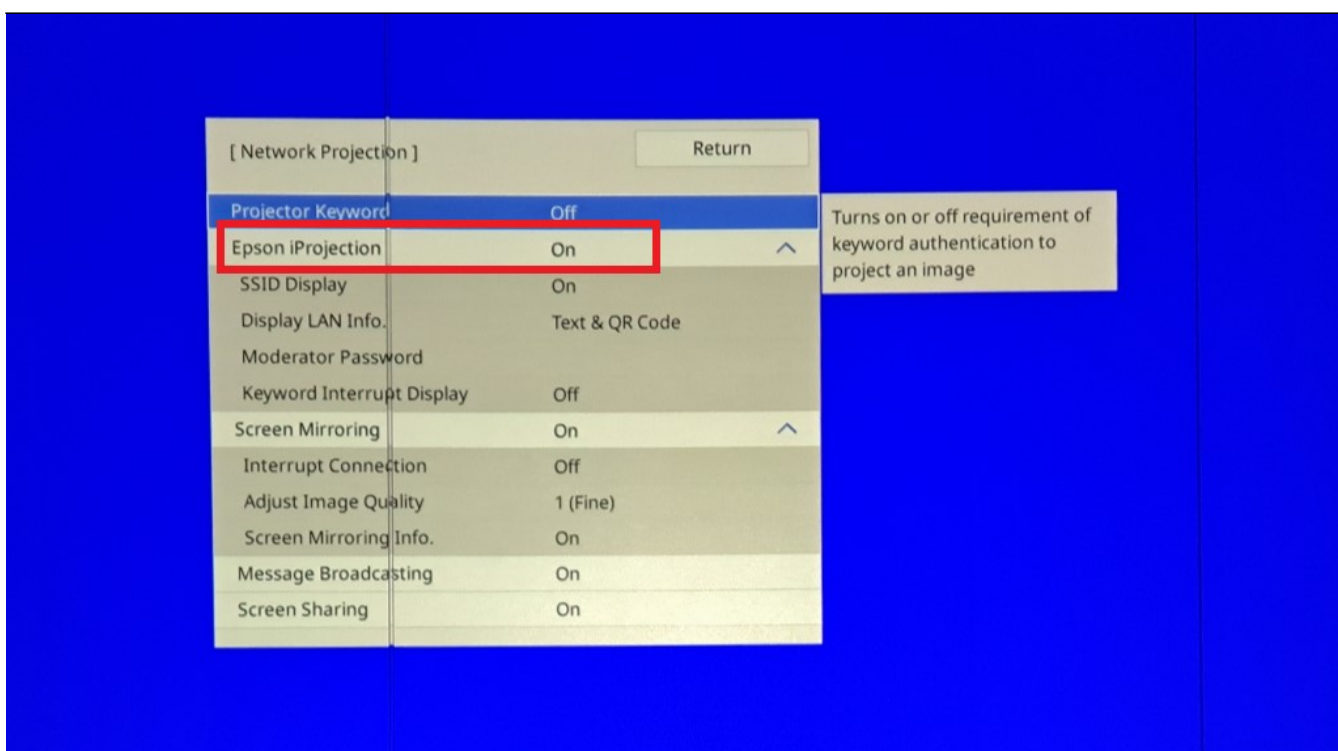 [ Network Projection ] Return
Projector Keyword Off
Epson iProjection On
SSID Display On
Display LAN Info. Text & QR Code
Moderator Password
Keyword Interrupt Display Off
Screen Mirroring On
Interrupt Connection Off
Adjust Image Quality 1 (Fine)
Screen Mirroring Info. On
Message Broadcasting On
Screen Sharing On
Turns on or off requirement of
keyword authentication to
project an image